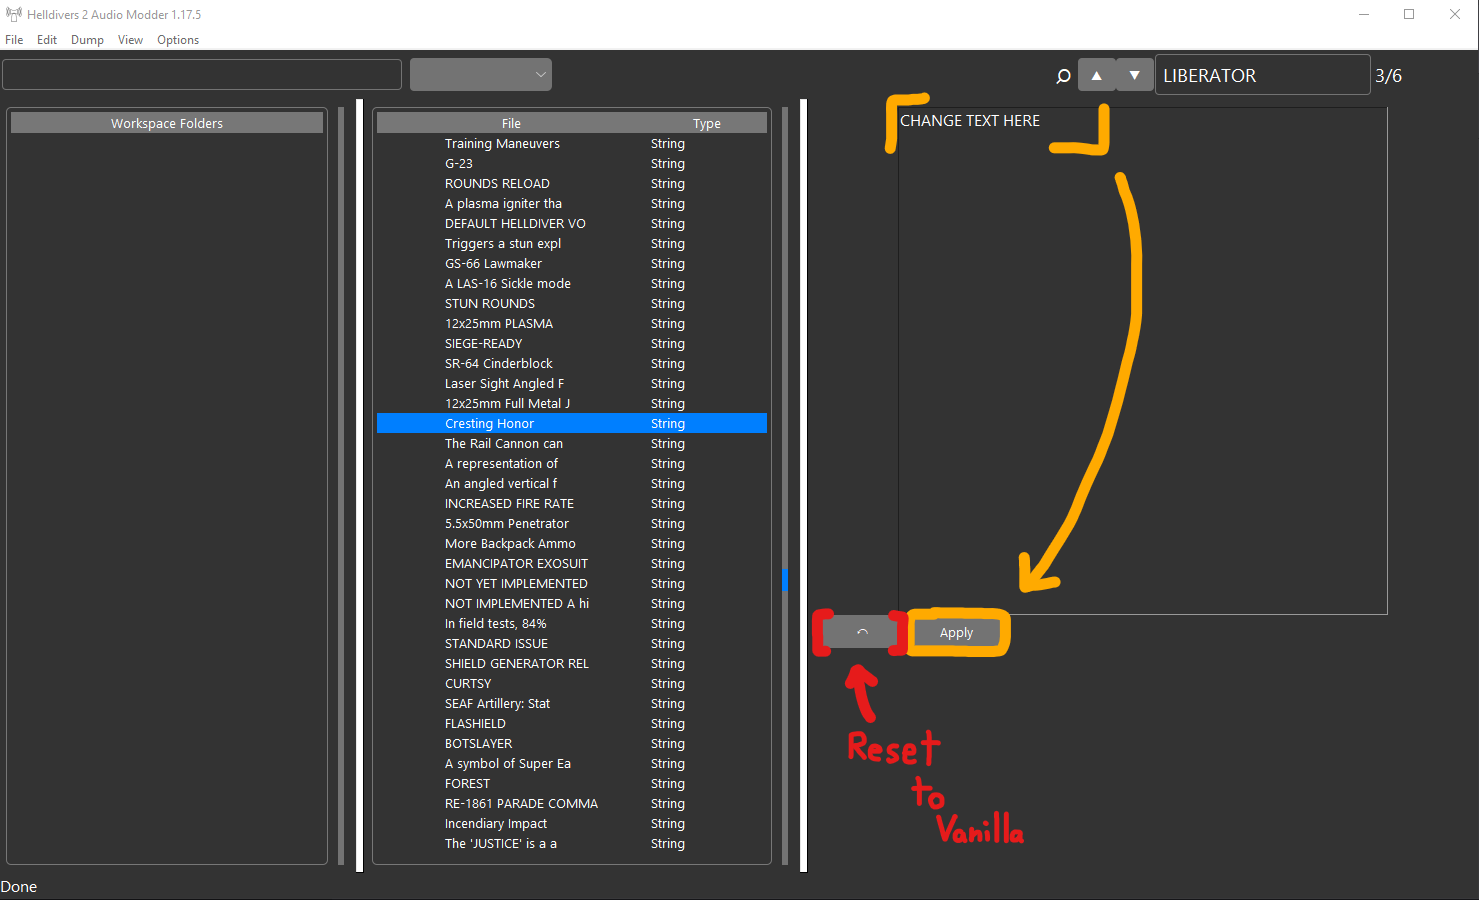 Helldivers 2 Audio Modder 1.17.5
File Edit Dump View Options
LIBERATOR 3/6
Workspace Folders
File Type
Training Maneuvers String
G-23 String
ROUNDS RELOAD String
A plasma igniter tha String
DEFAULT HELLDIVER VO String
Triggers a stun expl String
GS-66 Lawmaker String
A LAS-16 Sickle mode String
STUN ROUNDS String
12x25mm PLASMA String
SIEGE-READY String
SR-64 Cinderblock String
Laser Sight Angled F String
12x25mm Full Metal J String
Cresting Honor String
The Rail Cannon can String
A representation of String
An angled vertical f String
INCREASED FIRE RATE String
5.5x50mm Penetrator String
More Backpack Ammo String
EMANCIPATOR EXOSUIT String
NOT YET IMPLEMENTED String
NOT IMPLEMENTED A hi String
In field tests, 84% String
STANDARD ISSUE String
SHIELD GENERATOR REL String
CURTSY String
SEAF Artillery: Stat String
FLASHIELD String
BOTSLAYER String
A symbol of Super Ea String
FOREST String
RE-1861 PARADE COMMA String
Incendiary Impact String
The 'JUSTICE' is a a String
CHANGE TEXT HERE
Apply
Reset
to
Vanilla
Done